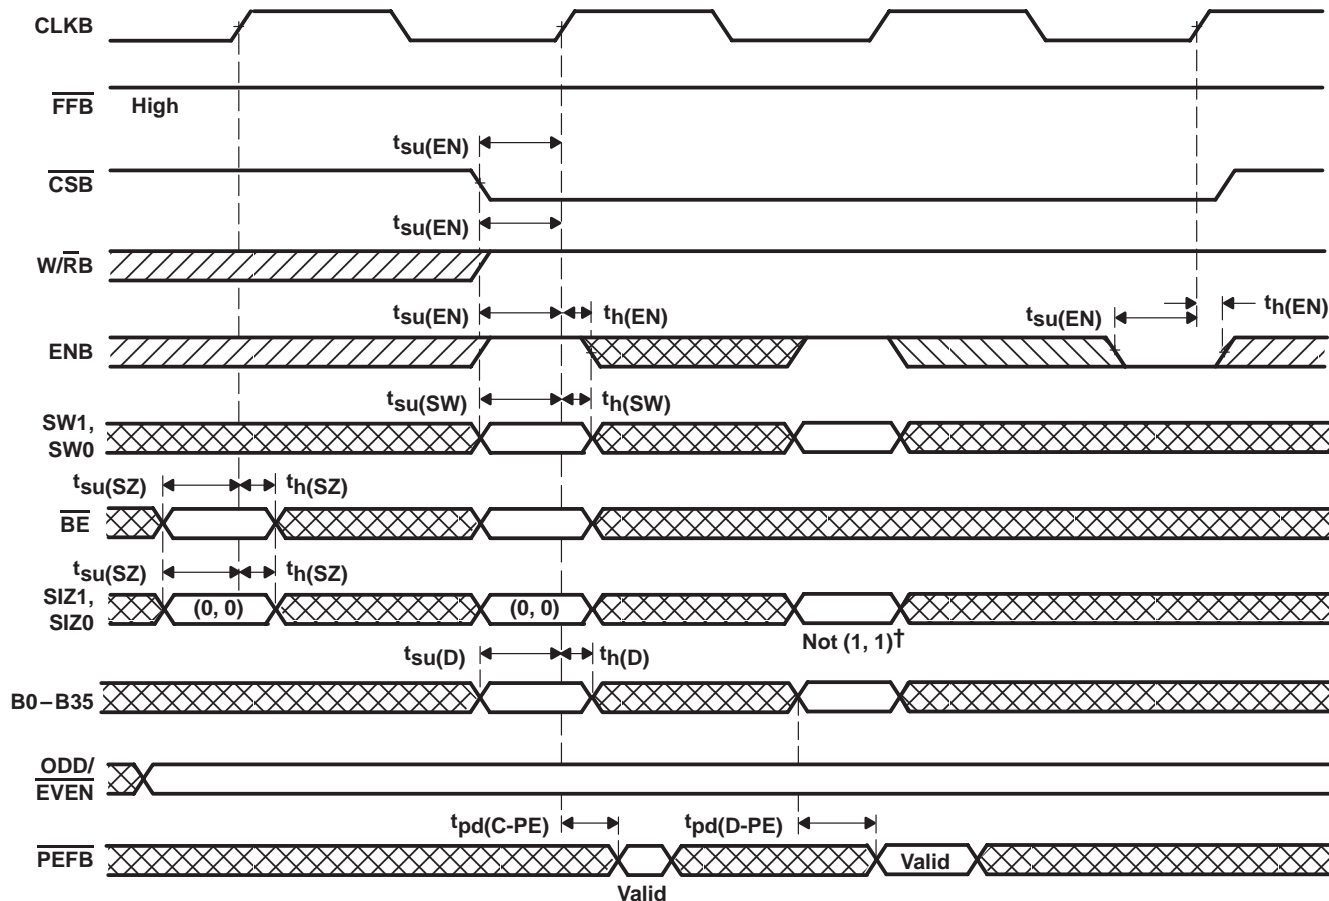 CLKB
FFB
High
tsu(EN)
CSB
tsu(EN)
W/RB
tsu(EN)
th(EN)
tsu(EN)
th(EN)
ENB
tsu(SW)
th(SW)
SW1,
SW0
tsu(SZ)
th(SZ)
BE
tsu(SZ)
th(SZ)
SIZ1,
SIZ0
(0, 0)
(0, 0)
Not (1, 1)†
tsu(D)
th(D)
B0–B35
ODD/
EVEN
tpd(C-PE)
tpd(D-PE)
PEFB
Valid
Valid